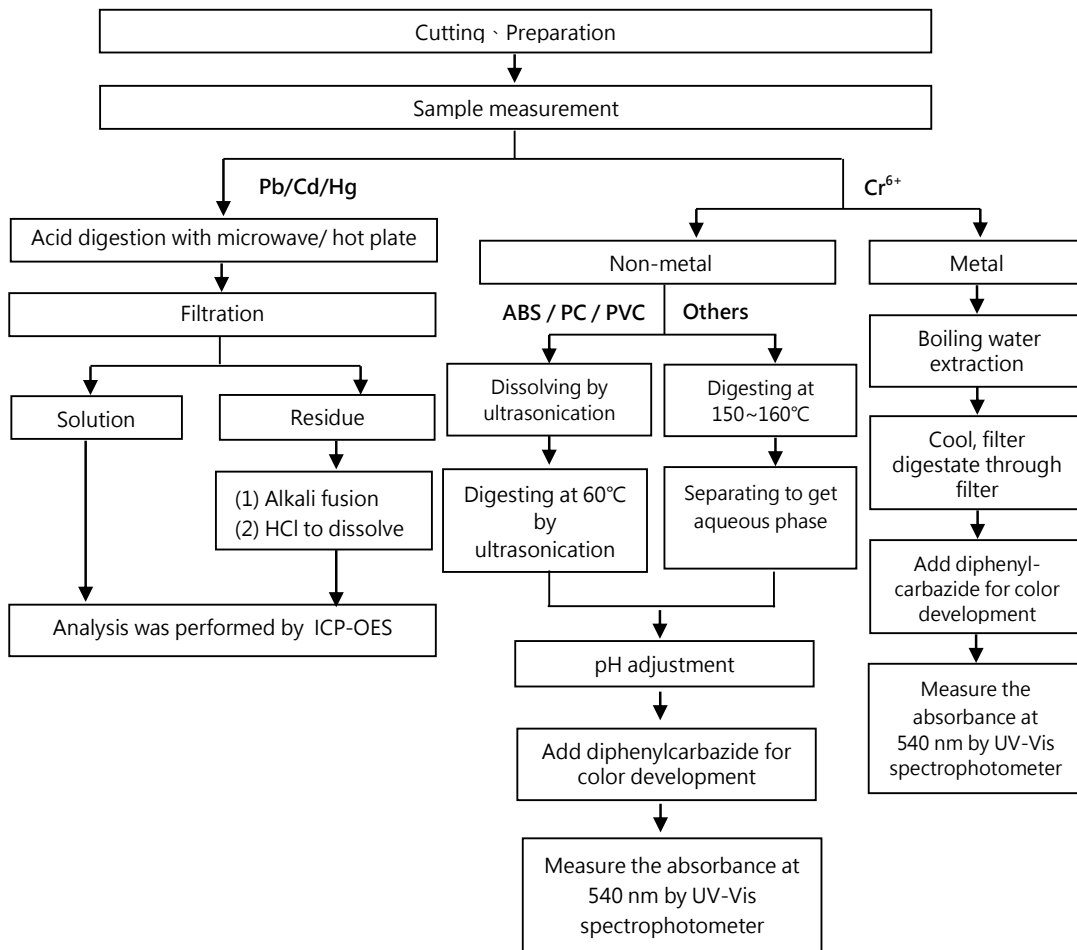 Cutting、Preparation
Sample measurement
Pb/Cd/Hg
Cr⁶⁺
Acid digestion with microwave/ hot plate
Filtration
Solution
Residue
(1) Alkali fusion
(2) HCl to dissolve
Analysis was performed by ICP-OES
Non-metal
ABS / PC / PVC
Others
Dissolving by
ultrasonication
Digesting at
150~160℃
Digesting at 60℃
by
ultrasonication
Separating to get
aqueous phase
pH adjustment
Add diphenylcarbazide for
color development
Measure the absorbance at
540 nm by UV-Vis
spectrophotometer
Metal
Boiling water
extraction
Cool, filter
digestate through
filter
Add diphenyl-
carbazide for color
development
Measure the
absorbance at
540 nm by UV-Vis
spectrophotometer